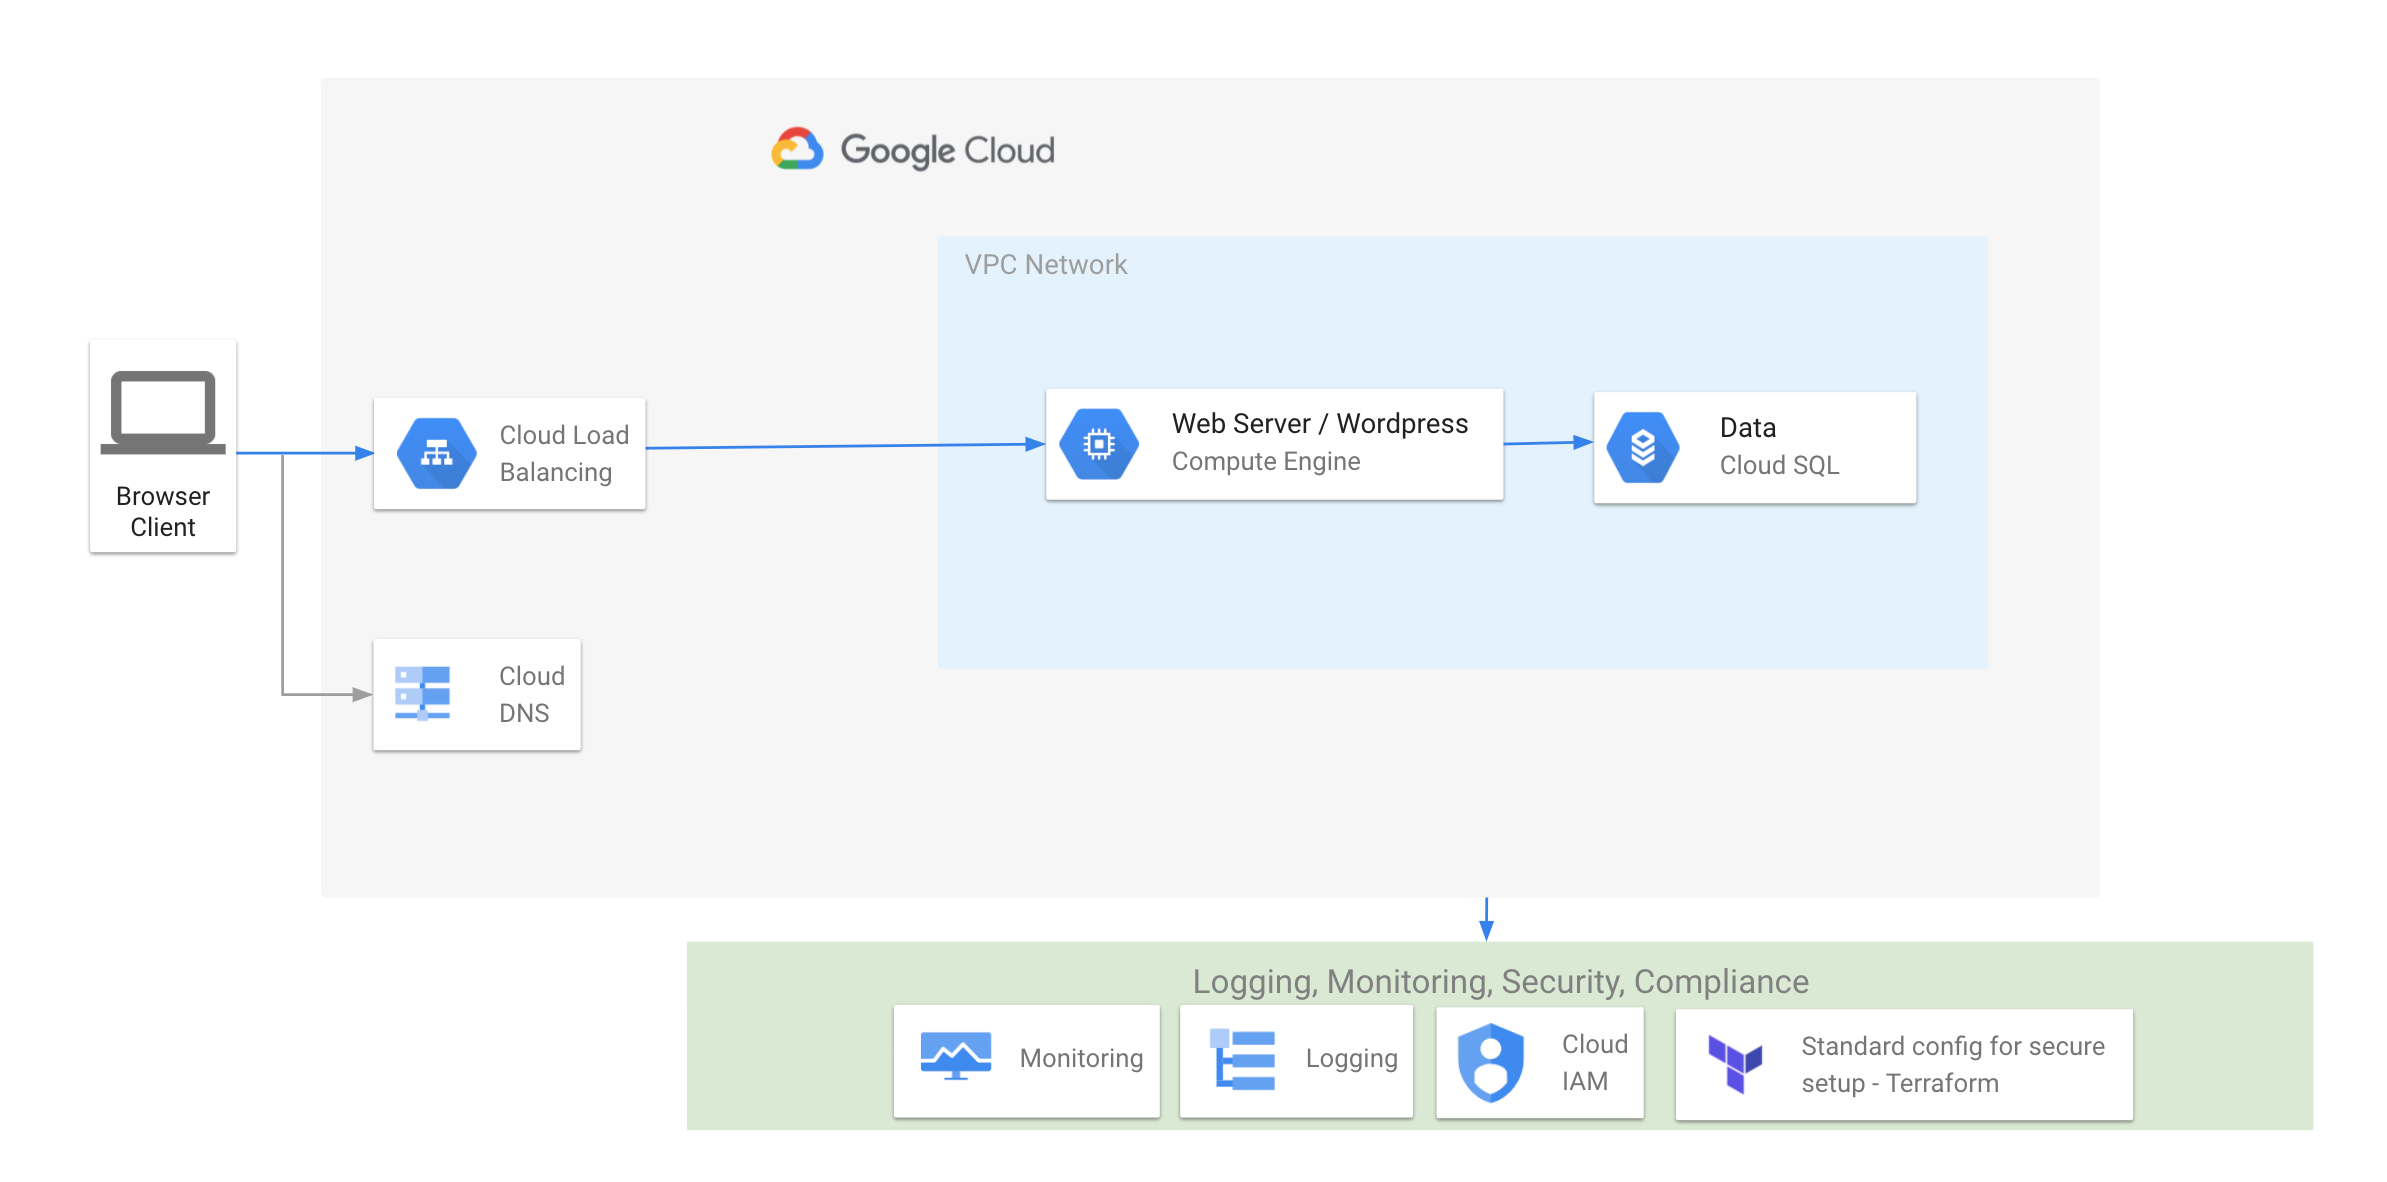 Google Cloud
VPC Network
Browser
Client
Cloud Load
Balancing
Web Server / Wordpress
Compute Engine
Data
Cloud SQL
Cloud
DNS
Logging, Monitoring, Security, Compliance
Monitoring
Logging
Cloud
IAM
Standard config for secure
setup - Terraform